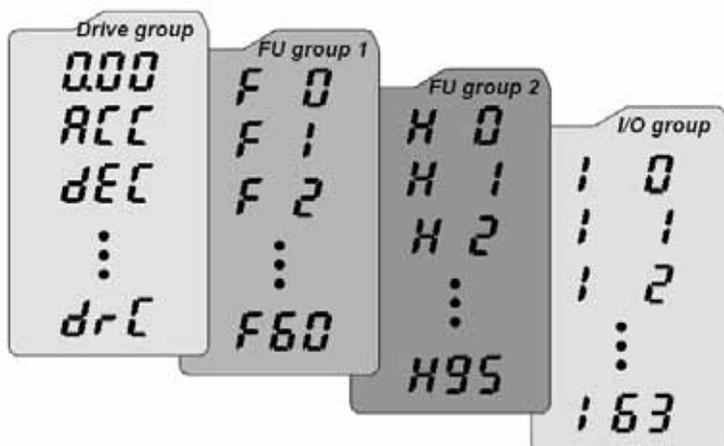 Drive group
0.00
ACC
dEC
drC
FU group 1
F 0
F 1
F 2
F60
FU group 2
H 0
H 1
H 2
H95
I/O group
I 0
I 1
I 2
I 63